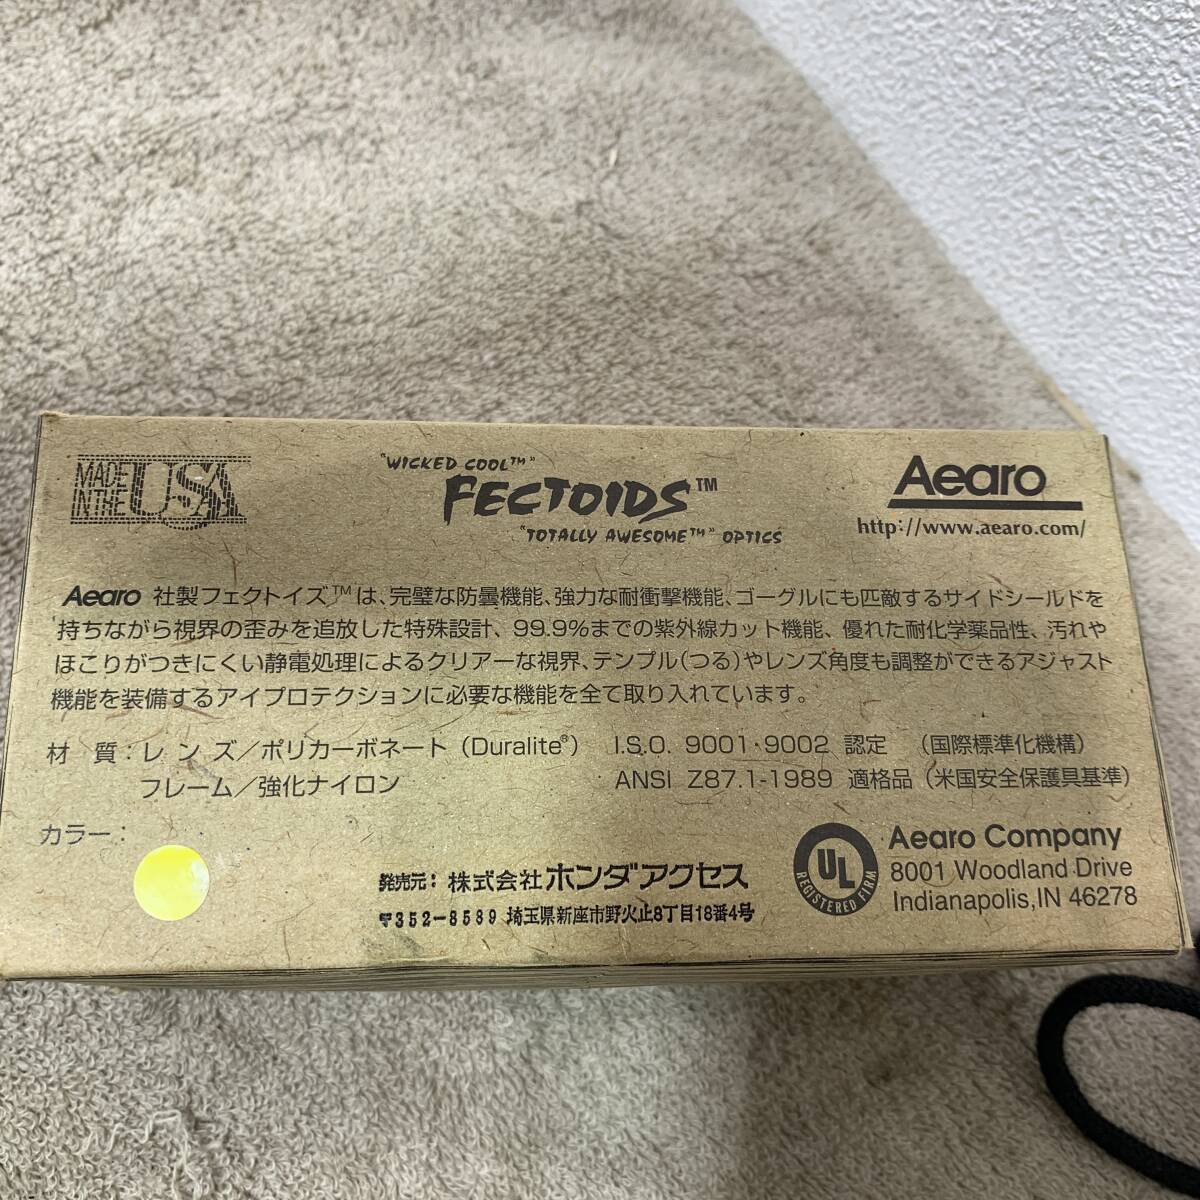 MADE IN THE USA
"WICKED COOL™"
FECTOIDS™
"TOTALLY AWESOME™" OPTICS
Aearo
http://www.aearo.com/
Aearo 社製フェクトイズ™は、完璧な防曇機能、強力な耐衝撃機能、ゴーグルにも匹敵するサイドシールドを
持ちながら視界の歪みを追放した特殊設計、99.9%までの紫外線カット機能、優れた耐化学薬品性、汚れや
ほこりがつきにくい静電処理によるクリアーな視界、テンプル(つる)やレンズ角度も調整ができるアジャスト
機能を装備するアイプロテクションに必要な機能を全て取り入れています。
材 質：レ ン ズ／ポリカーボネート（Duralite®）
フレーム／強化ナイロン
I.S.O. 9001・9002 認定 （国際標準化機構）
ANSI Z87.1-1989 適格品（米国安全保護具基準）
カラー：
発売元：株式会社ホンダアクセス
〒352-8589 埼玉県新座市野火止8丁目18番4号
UL
REGISTERED FIRM
Aearo Company
8001 Woodland Drive
Indianapolis, IN 46278